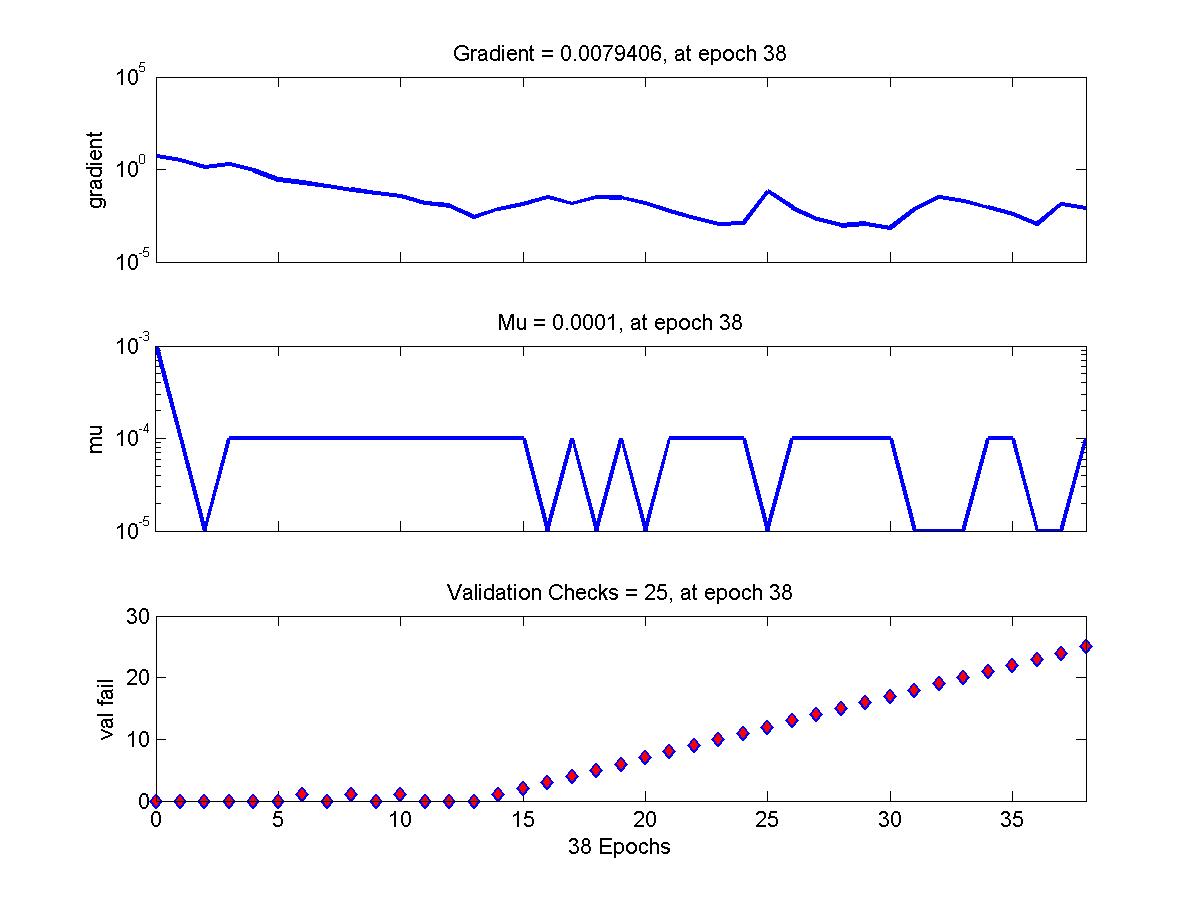 Gradient = 0.0079406, at epoch 38
10^5
10^0
10^-5
gradient
Mu = 0.0001, at epoch 38
10^-3
10^-4
10^-5
mu
Validation Checks = 25, at epoch 38
30
20
10
0
val fail
0 5 10 15 20 25 30 35
38 Epochs